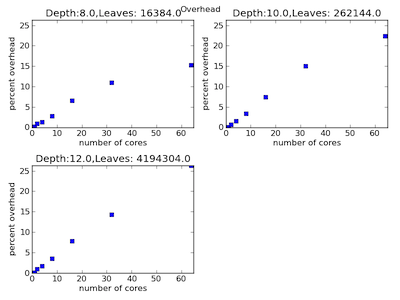 Overhead
Depth:8.0,Leaves: 16384.0
25
20
15
10
5
0
percent overhead
0 10 20 30 40 50 60
number of cores
Depth:10.0,Leaves: 262144.0
25
20
15
10
5
0
percent overhead
0 10 20 30 40 50 60
number of cores
Depth:12.0,Leaves: 4194304.0
25
20
15
10
5
0
percent overhead
0 10 20 30 40 50 60
number of cores